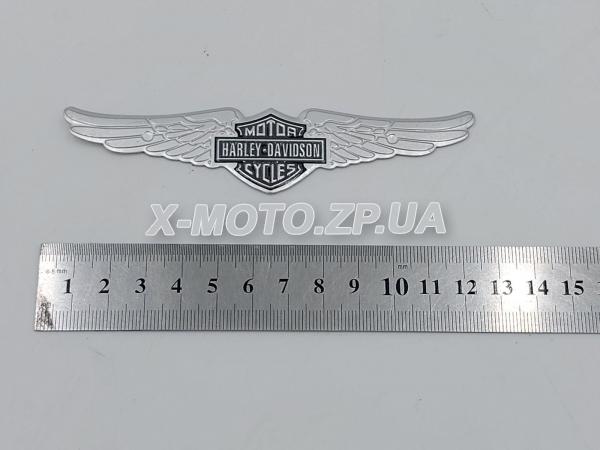 MOTOR
HARLEY-DAVIDSON
CYCLES
X-MOTO.ZP.UA
mm
1 2 3 4 5 6 7 8 9 10 11 12 13 14 15